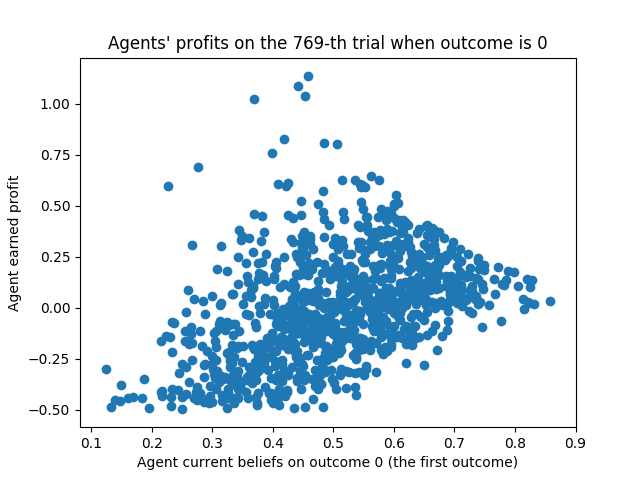 Agents' profits on the 769-th trial when outcome is 0
1.00
0.75
0.50
0.25
0.00
−0.25
−0.50
Agent earned profit
0.1 0.2 0.3 0.4 0.5 0.6 0.7 0.8 0.9
Agent current beliefs on outcome 0 (the first outcome)